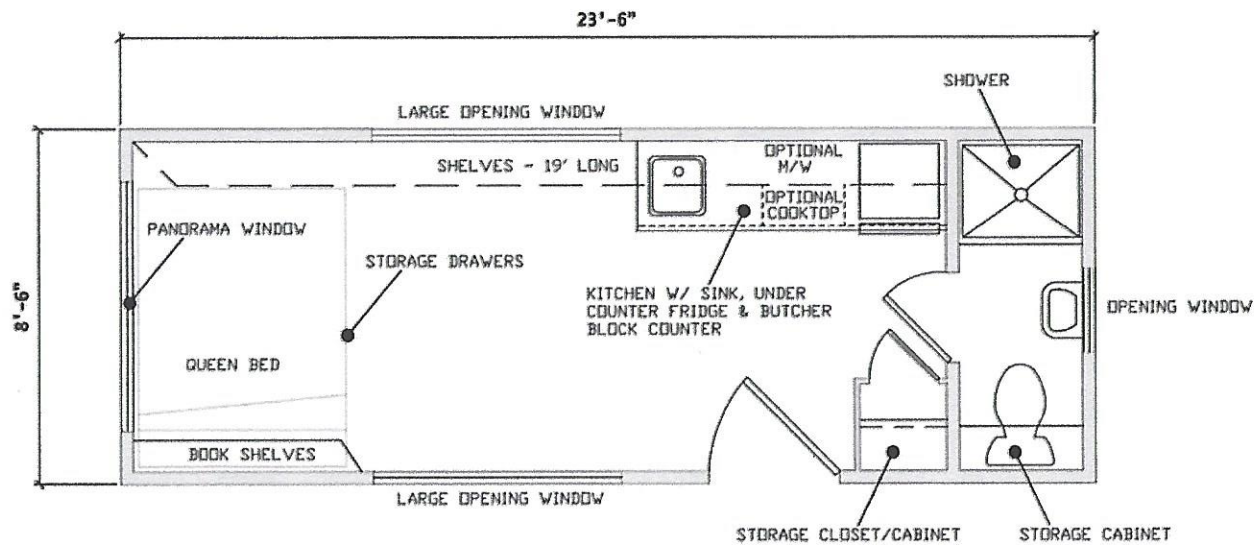 23'-6"
SHOWER
LARGE OPENING WINDOW
SHELVES - 19' LONG
OPTIONAL
M/W
OPTIONAL
COOKTOP
PANORAMA WINDOW
STORAGE DRAWERS
8'-6"
KITCHEN W/ SINK, UNDER
COUNTER FRIDGE & BUTCHER
BLOCK COUNTER
OPENING WINDOW
QUEEN BED
BOOK SHELVES
LARGE OPENING WINDOW
STORAGE CLOSET/CABINET
STORAGE CABINET